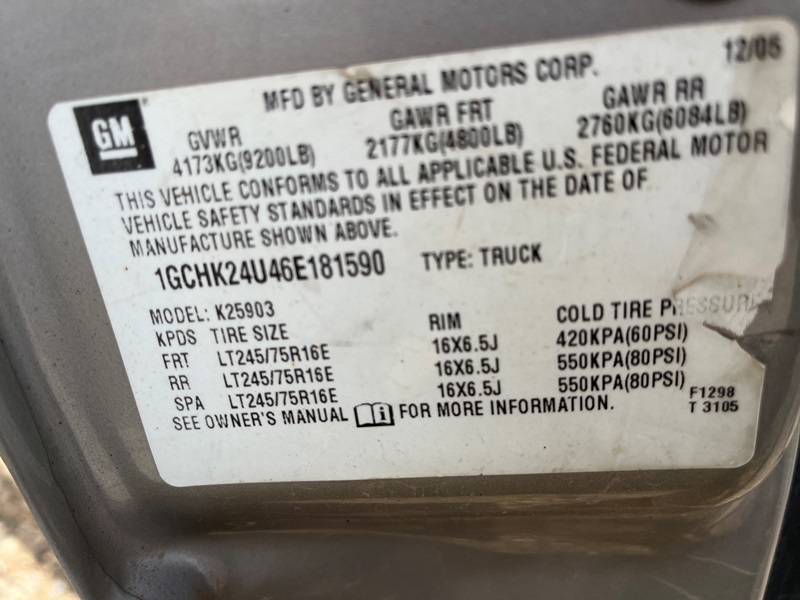 12/05
MFD BY GENERAL MOTORS CORP.
GM
GVWR GAWR FRT GAWR RR
4173KG(9200LB) 2177KG(4800LB) 2760KG(6084LB)
THIS VEHICLE CONFORMS TO ALL APPLICABLE U.S. FEDERAL MOTOR
VEHICLE SAFETY STANDARDS IN EFFECT ON THE DATE OF
MANUFACTURE SHOWN ABOVE.
1GCHK24U46E181590 TYPE: TRUCK
MODEL: K25903
KPDS TIRE SIZE RIM COLD TIRE PRESSURE
FRT LT245/75R16E 16X6.5J 420KPA(60PSI)
RR LT245/75R16E 16X6.5J 550KPA(80PSI)
SPA LT245/75R16E 16X6.5J 550KPA(80PSI)
SEE OWNER'S MANUAL i FOR MORE INFORMATION.
F1298
T 3105